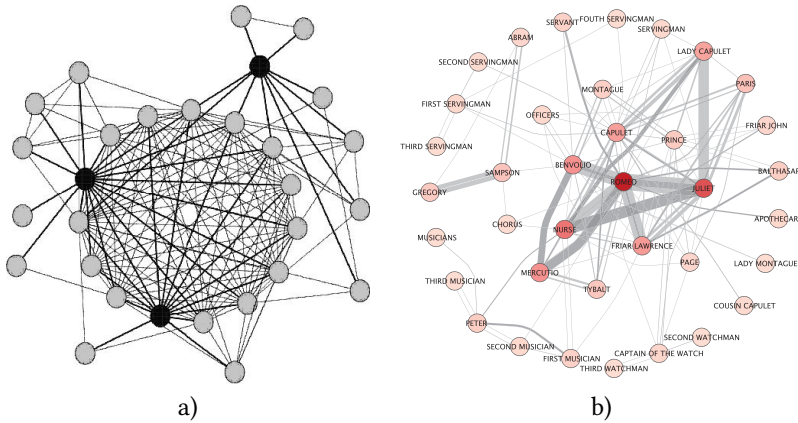 SERVANT
FOUTH SERVINGMAN
SERVINGMAN
ABRAM
LADY CAPULET
SECOND SERVINGMAN
PARIS
MONTAGUE
FIRST SERVINGMAN
OFFICERS
FRIAR JOHN
CAPULET
PRINCE
THIRD SERVINGMAN
BENVOLIO
SAMPSON
BALTHASAR
ROMEO
JULIET
GREGORY
APOTHECAR
CHORUS
NURSE
MUSICIANS
FRIAR LAWRENCE
PAGE
LADY MONTAGUE
MERCUTIO
THIRD MUSICIAN
TYBALT
COUSIN CAPULET
PETER
SECOND WATCHMAN
SECOND MUSICIAN
CAPTAIN OF THE WATCH
FIRST MUSICIAN
THIRD WATCHMAN
a)
b)